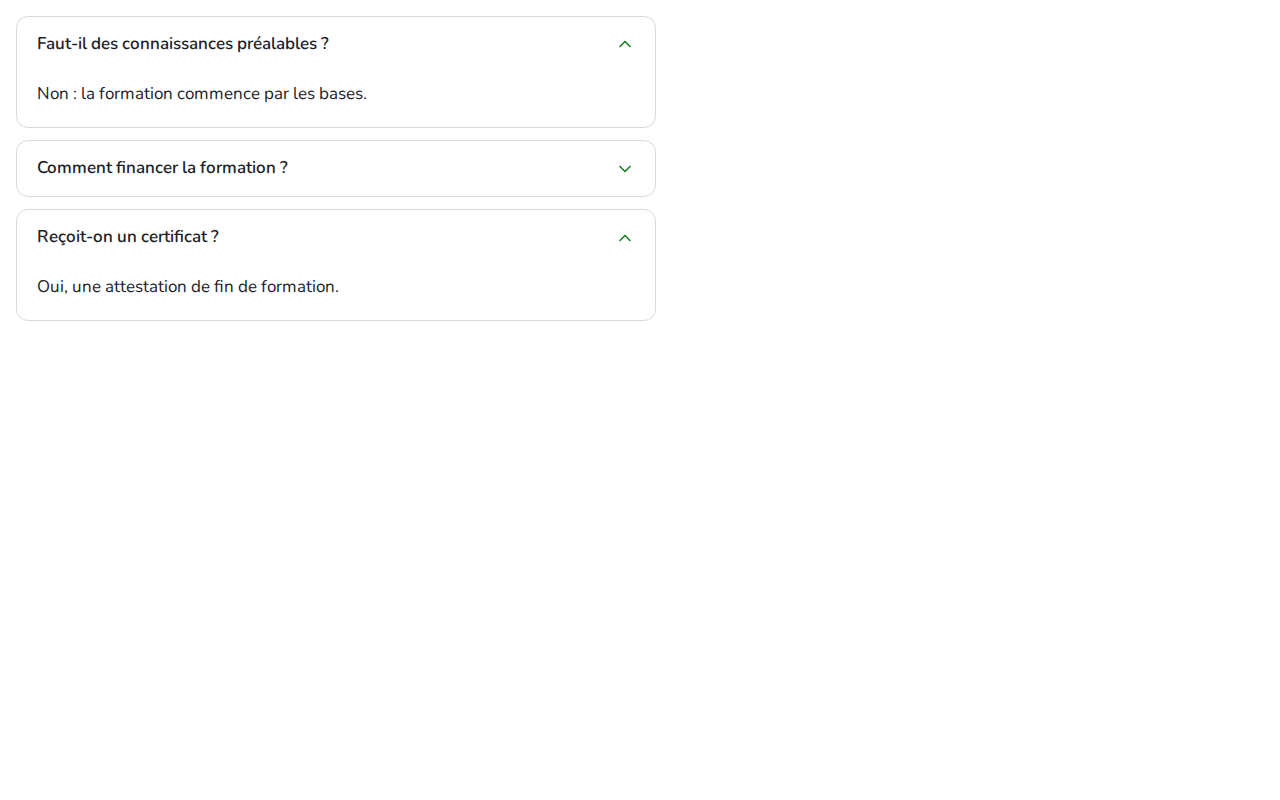 Faut-il des connaissances préalables ?
Non : la formation commence par les bases.
Comment financer la formation ?
Reçoit-on un certificat ?
Oui, une attestation de fin de formation.